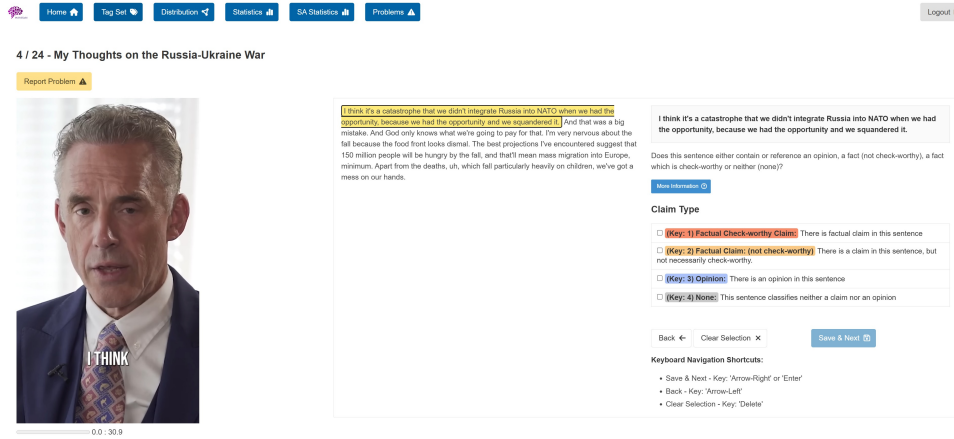 Home
Tag Set
Distribution
Statistics
SA Statistics
Problems
Logout
4 / 24 - My Thoughts on the Russia-Ukraine War
Report Problem
I THINK
0.0 : 30.9
I think it's a catastrophe that we didn't integrate Russia into NATO when we had the
opportunity, because we had the opportunity and we squandered it. And that was a big
mistake. And God only knows what we're going to pay for that. I'm very nervous about the
fall because the food front looks dismal. The best projections I've encountered suggest that
150 million people will be hungry by the fall, and that'll mean mass migration into Europe,
minimum. Apart from the deaths, uh, which fall particularly heavily on children, we've got a
mess on our hands.
I think it's a catastrophe that we didn't integrate Russia into NATO when we had
the opportunity, because we had the opportunity and we squandered it.
Does this sentence either contain or reference an opinion, a fact (not check-worthy), a fact
which is check-worthy or neither (none)?
More Information
Claim Type
(Key: 1) Factual Check-worthy Claim: There is factual claim in this sentence
(Key: 2) Factual Claim: (not check-worthy) There is a claim in this sentence, but
not necessarily check-worthy.
(Key: 3) Opinion: There is an opinion in this sentence
(Key: 4) None: This sentence classifies neither a claim nor an opinion
Back
Clear Selection
Save & Next
Keyboard Navigation Shortcuts:
• Save & Next - Key: 'Arrow-Right' or 'Enter'
• Back - Key: 'Arrow-Left'
• Clear Selection - Key: 'Delete'